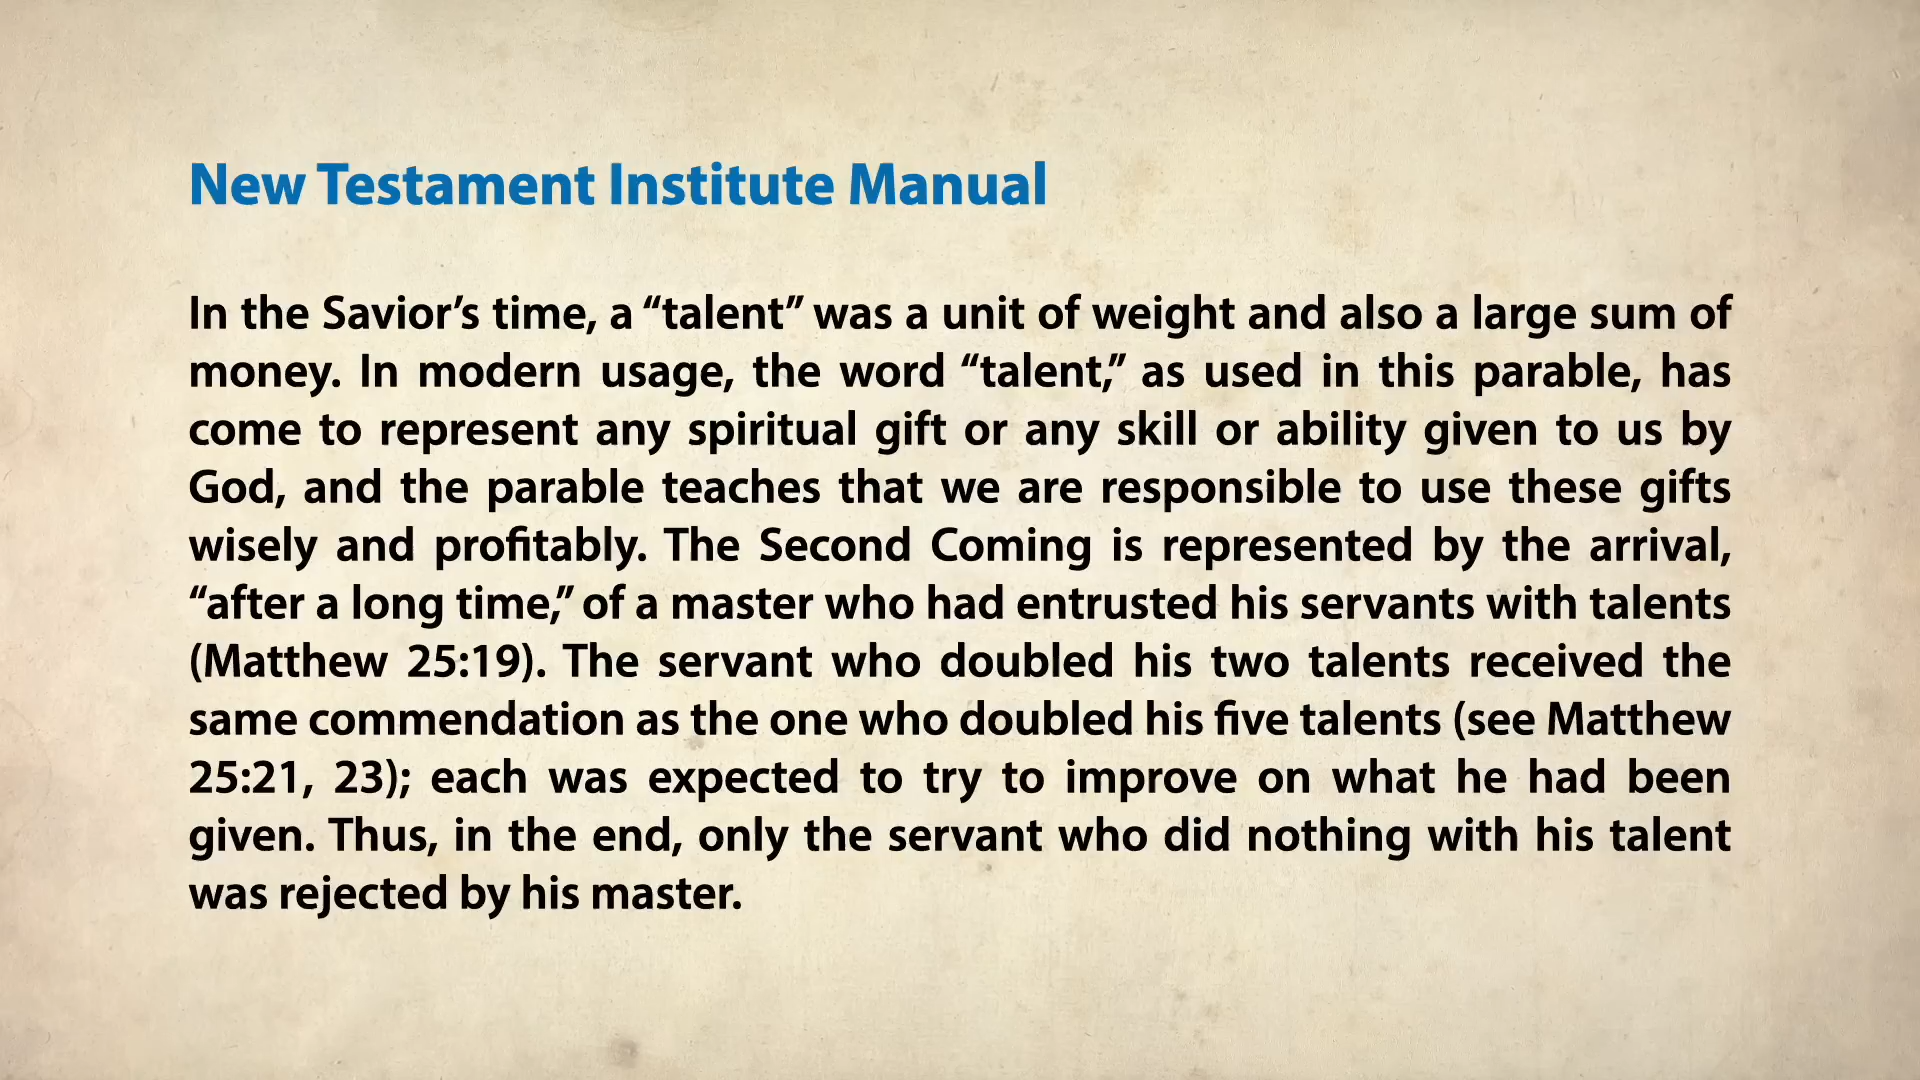 New Testament Institute Manual
In the Savior’s time, a “talent” was a unit of weight and also a large sum of
money. In modern usage, the word “talent,” as used in this parable, has
come to represent any spiritual gift or any skill or ability given to us by
God, and the parable teaches that we are responsible to use these gifts
wisely and profitably. The Second Coming is represented by the arrival,
“after a long time,” of a master who had entrusted his servants with talents
(Matthew 25:19). The servant who doubled his two talents received the
same commendation as the one who doubled his five talents (see Matthew
25:21, 23); each was expected to try to improve on what he had been
given. Thus, in the end, only the servant who did nothing with his talent
was rejected by his master.